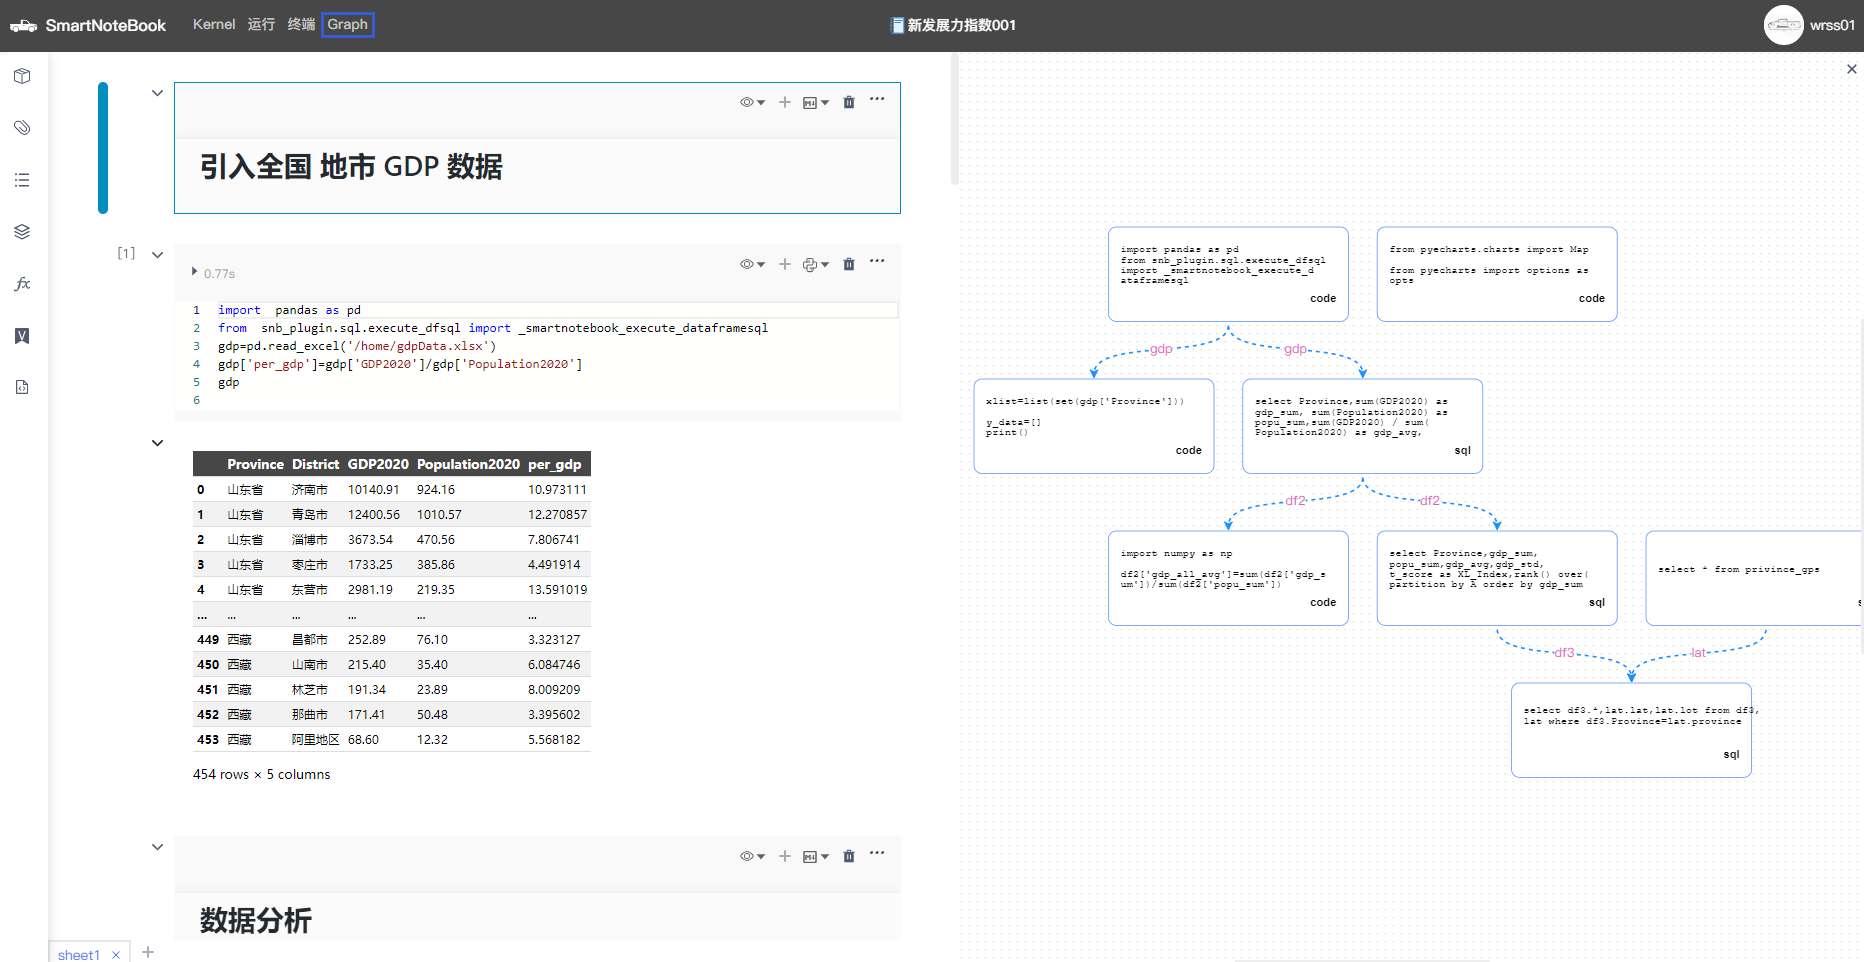 SmartNoteBook Kernel 运行 终端 Graph 新发展力指数001 wrss01
引入全国 地市 GDP 数据
[1]
0.77s
1 import  pandas as pd
2 from  snb_plugin.sql.execute_dfsql import _smartnotebook_execute_dataframesql
3 gdp=pd.read_excel('/home/gdpData.xlsx')
4 gdp['per_gdp']=gdp['GDP2020']/gdp['Population2020']
5 gdp
6
Province District GDP2020 Population2020 per_gdp
0 山东省 济南市 10140.91 924.16 10.973111
1 山东省 青岛市 12400.56 1010.57 12.270857
2 山东省 淄博市 3673.54 470.56 7.806741
3 山东省 枣庄市 1733.25 385.86 4.491914
4 山东省 东营市 2981.19 219.35 13.591019
... ... ... ... ... ...
449 西藏 昌都市 252.89 76.10 3.323127
450 西藏 山南市 215.40 35.40 6.084746
451 西藏 林芝市 191.34 23.89 8.009209
452 西藏 那曲市 171.41 50.48 3.395602
453 西藏 阿里地区 68.60 12.32 5.568182
454 rows × 5 columns
数据分析
sheet1
import pandas as pd
from snb_plugin.sql.execute_dfsql
import _smartnotebook_execute_d
ataframesql
code
from pyecharts.charts import Map
from pyecharts import options as
opts
code
gdp
gdp
xlist=list(set(gdp['Province']))
y_data=[]
print()
code
select Province,sum(GDP2020) as
gdp_sum, sum(Population2020) as
popu_sum,sum(GDP2020) / sum(
Population2020) as gdp_avg,
sql
df2
df2
import numpy as np
df2['gdp_all_avg']=sum(df2['gdp_s
um'])/sum(df2['popu_sum'])
code
select Province,gdp_sum,
popu_sum,gdp_avg,gdp_std,
t_score as XL_Index,rank() over(
partition by A order by gdp_sum
sql
select * from privince_gps
df3
lat
select df3.*,lat.lat,lat.lot from df3,
lat where df3.Province=lat.province
sql